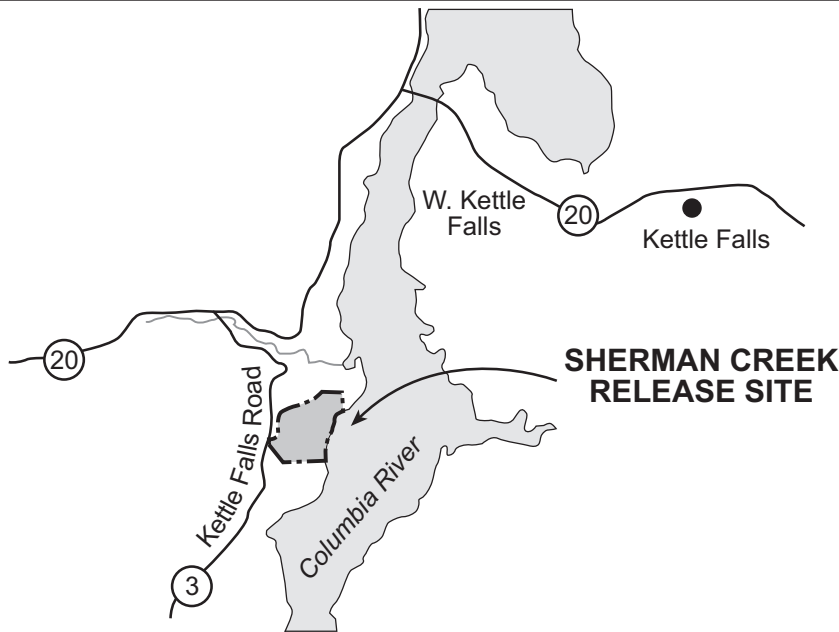 W. Kettle
Falls
20
Kettle Falls
20
SHERMAN CREEK
RELEASE SITE
Kettle Falls Road
Columbia River
3